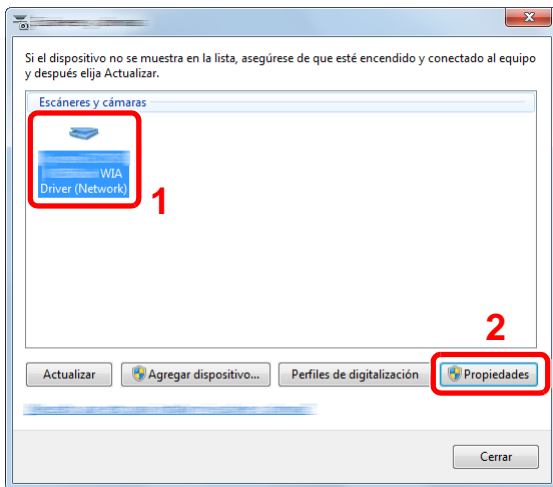 Si el dispositivo no se muestra en la lista, asegúrese de que esté encendido y conectado al equipo
y después elija Actualizar.
Escáneres y cámaras
WIA
Driver (Network)
1
2
Actualizar
Agregar dispositivo...
Perfiles de digitalización
Propiedades
Cerrar